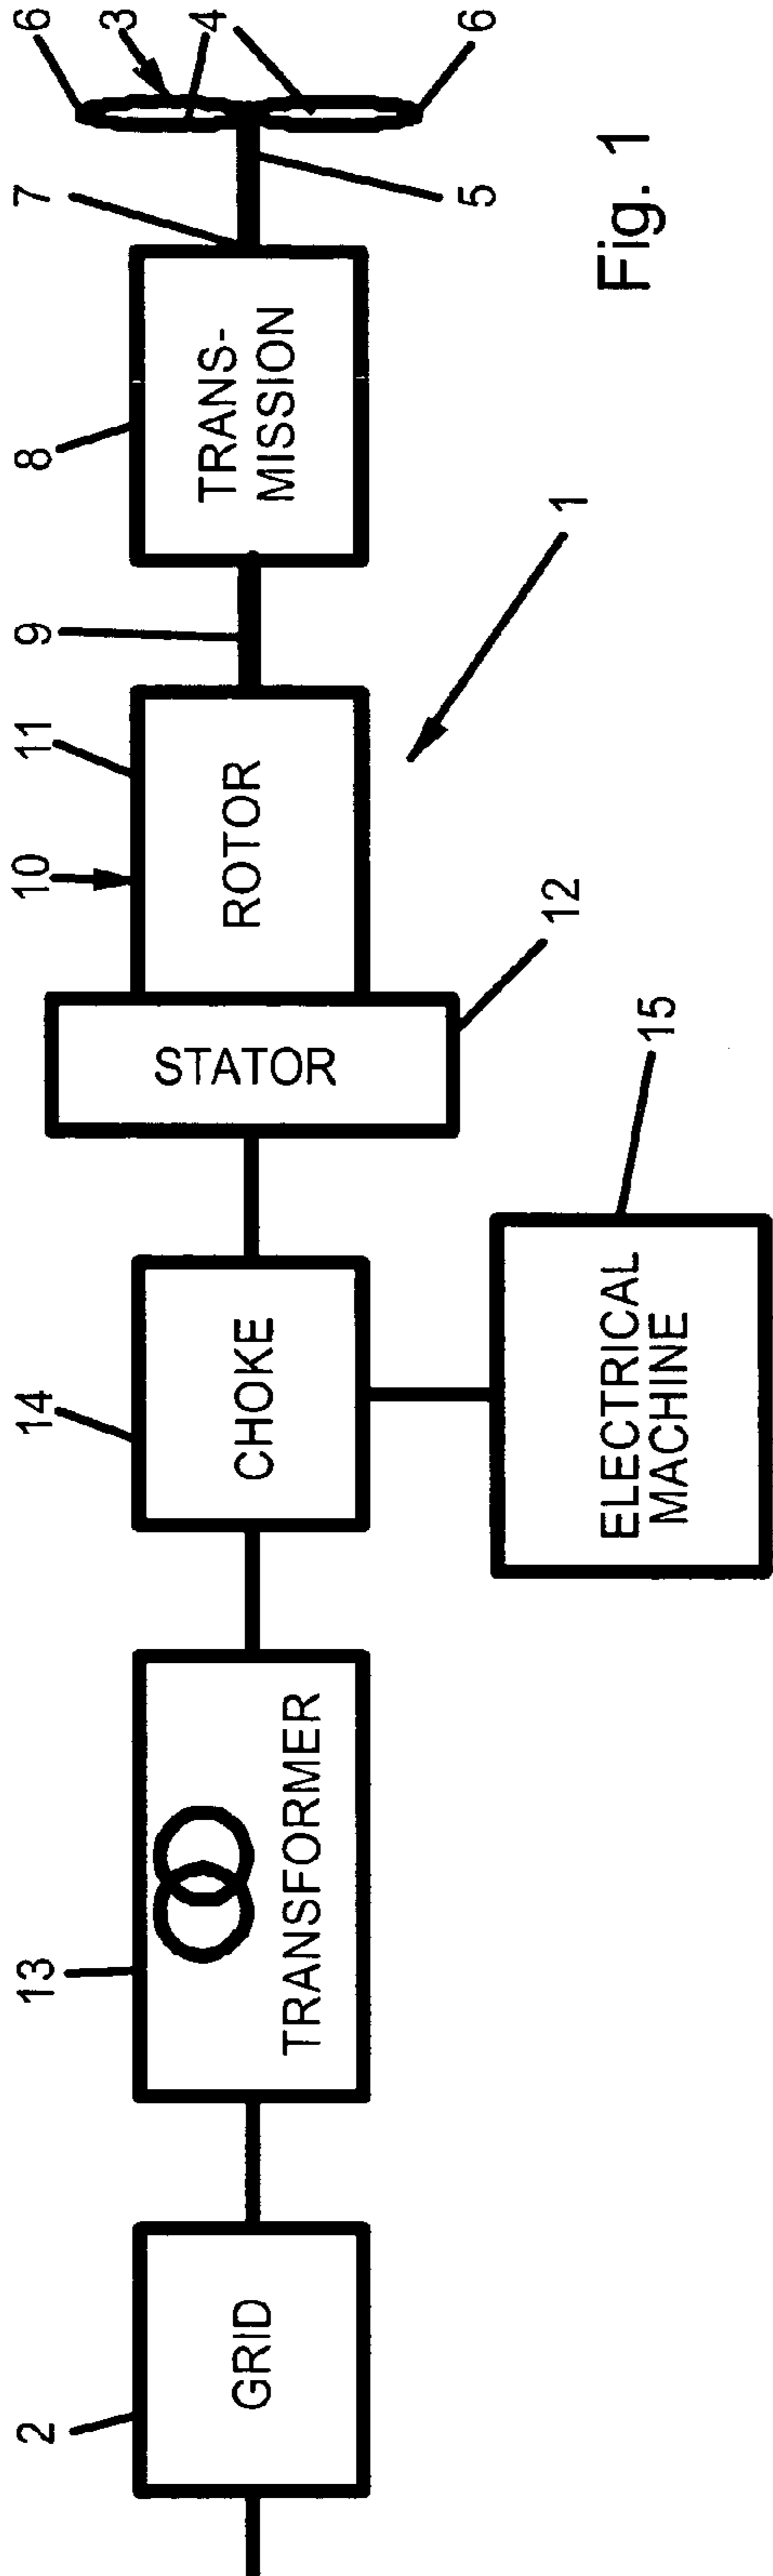 6
3
4
6
7
5
TRANS-
MISSION
8
Fig. 1
9
1
11
10
ROTOR
12
STATOR
15
14
CHOKE
ELECTRICAL
MACHINE
13
TRANSFORMER
2
GRID